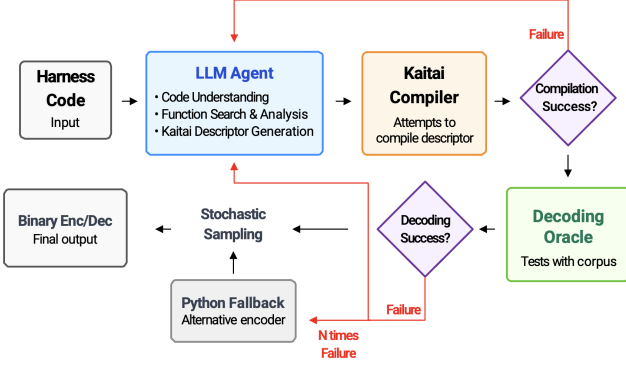 Failure
Harness
Code
Input
LLM Agent
• Code Understanding
• Function Search & Analysis
• Kaitai Descriptor Generation
Kaitai
Compiler
Attempts to
compile descriptor
Compilation
Success?
Binary Enc/Dec
Final output
Stochastic
Sampling
Decoding
Success?
Decoding
Oracle
Tests with corpus
Python Fallback
Alternative encoder
Failure
N times
Failure